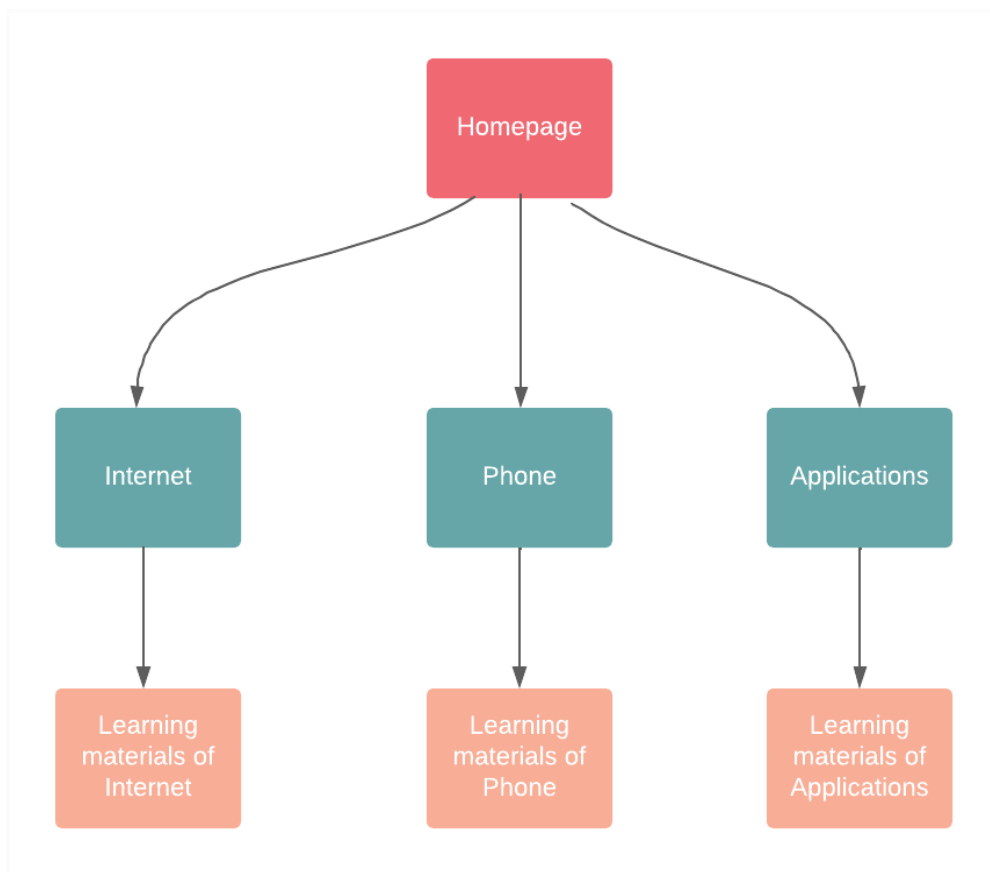 Homepage
Internet
Phone
Applications
Learning
materials of
Internet
Learning
materials of
Phone
Learning
materials of
Applications